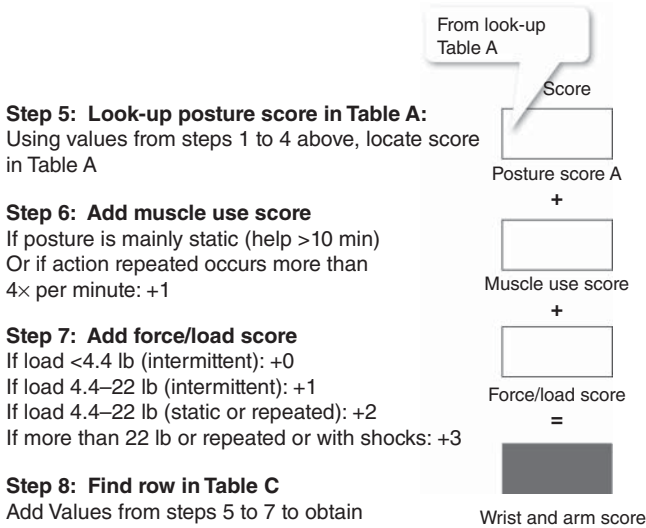 From look-up
Table A
Score
Step 5: Look-up posture score in Table A:
Using values from steps 1 to 4 above, locate score
in Table A
Posture score A
+
Step 6: Add muscle use score
If posture is mainly static (help >10 min)
Or if action repeated occurs more than
4× per minute: +1
Muscle use score
+
Step 7: Add force/load score
If load <4.4 lb (intermittent): +0
If load 4.4–22 lb (intermittent): +1
If load 4.4–22 lb (static or repeated): +2
If more than 22 lb or repeated or with shocks: +3
Force/load score
=
Step 8: Find row in Table C
Add Values from steps 5 to 7 to obtain
Wrist and arm score